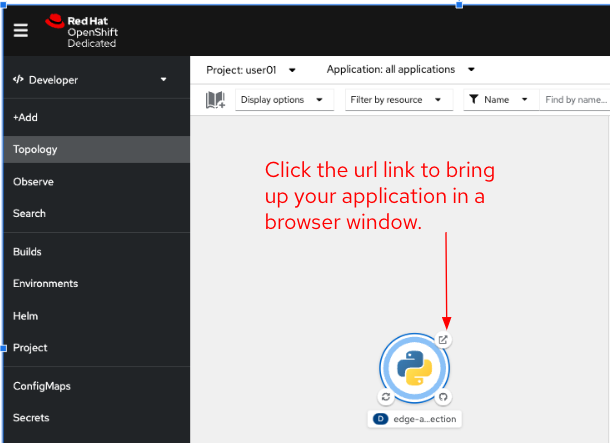 Red Hat
OpenShift
Dedicated
</> Developer
+Add
Topology
Observe
Search
Builds
Environments
Helm
Project
ConfigMaps
Secrets
Project: user01
Application: all applications
Display options
Filter by resource
Name
Find by name...
Click the url link to bring
up your application in a
browser window.
D edge-a...ection